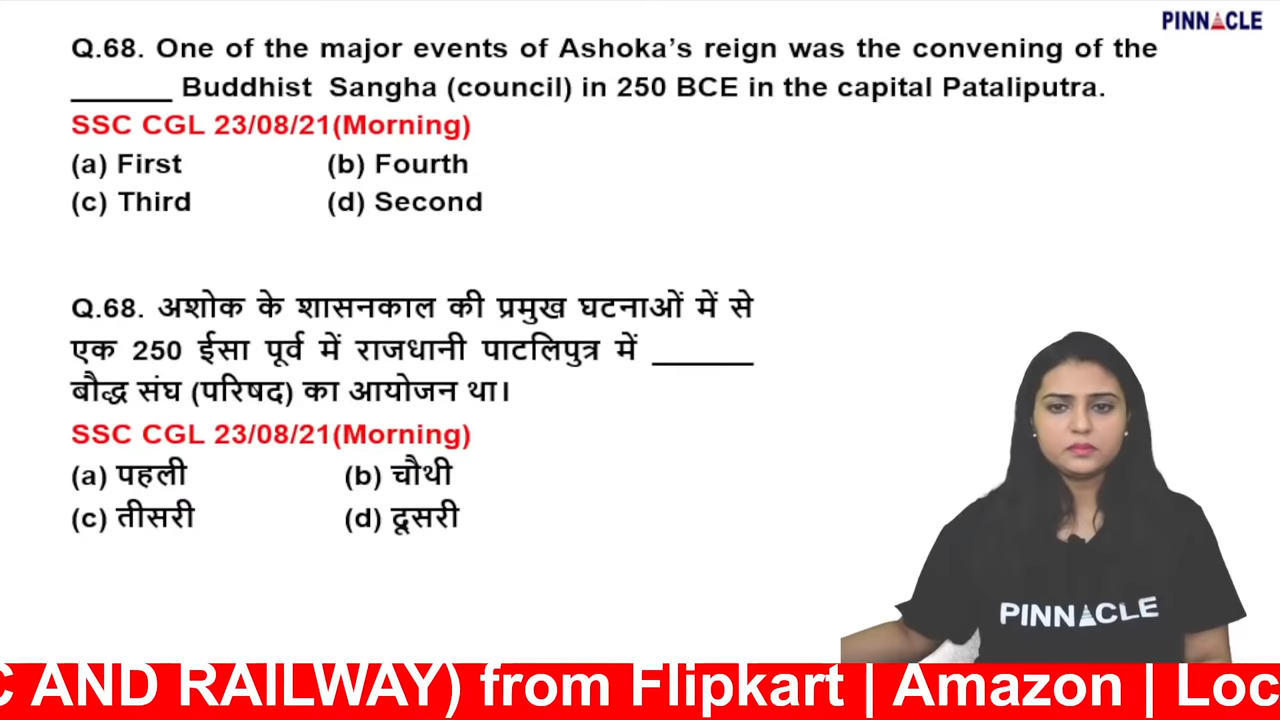 PINNACLE
Q.68. One of the major events of Ashoka's reign was the convening of the
______ Buddhist Sangha (council) in 250 BCE in the capital Pataliputra.
SSC CGL 23/08/21(Morning)
(a) First (b) Fourth
(c) Third (d) Second
Q.68. अशोक के शासनकाल की प्रमुख घटनाओं में से
एक 250 ईसा पूर्व में राजधानी पाटलिपुत्र में ______
बौद्ध संघ (परिषद) का आयोजन था।
SSC CGL 23/08/21(Morning)
(a) पहली (b) चौथी
(c) तीसरी (d) दूसरी
PINNACLE
C AND RAILWAY) from Flipkart | Amazon | Loc